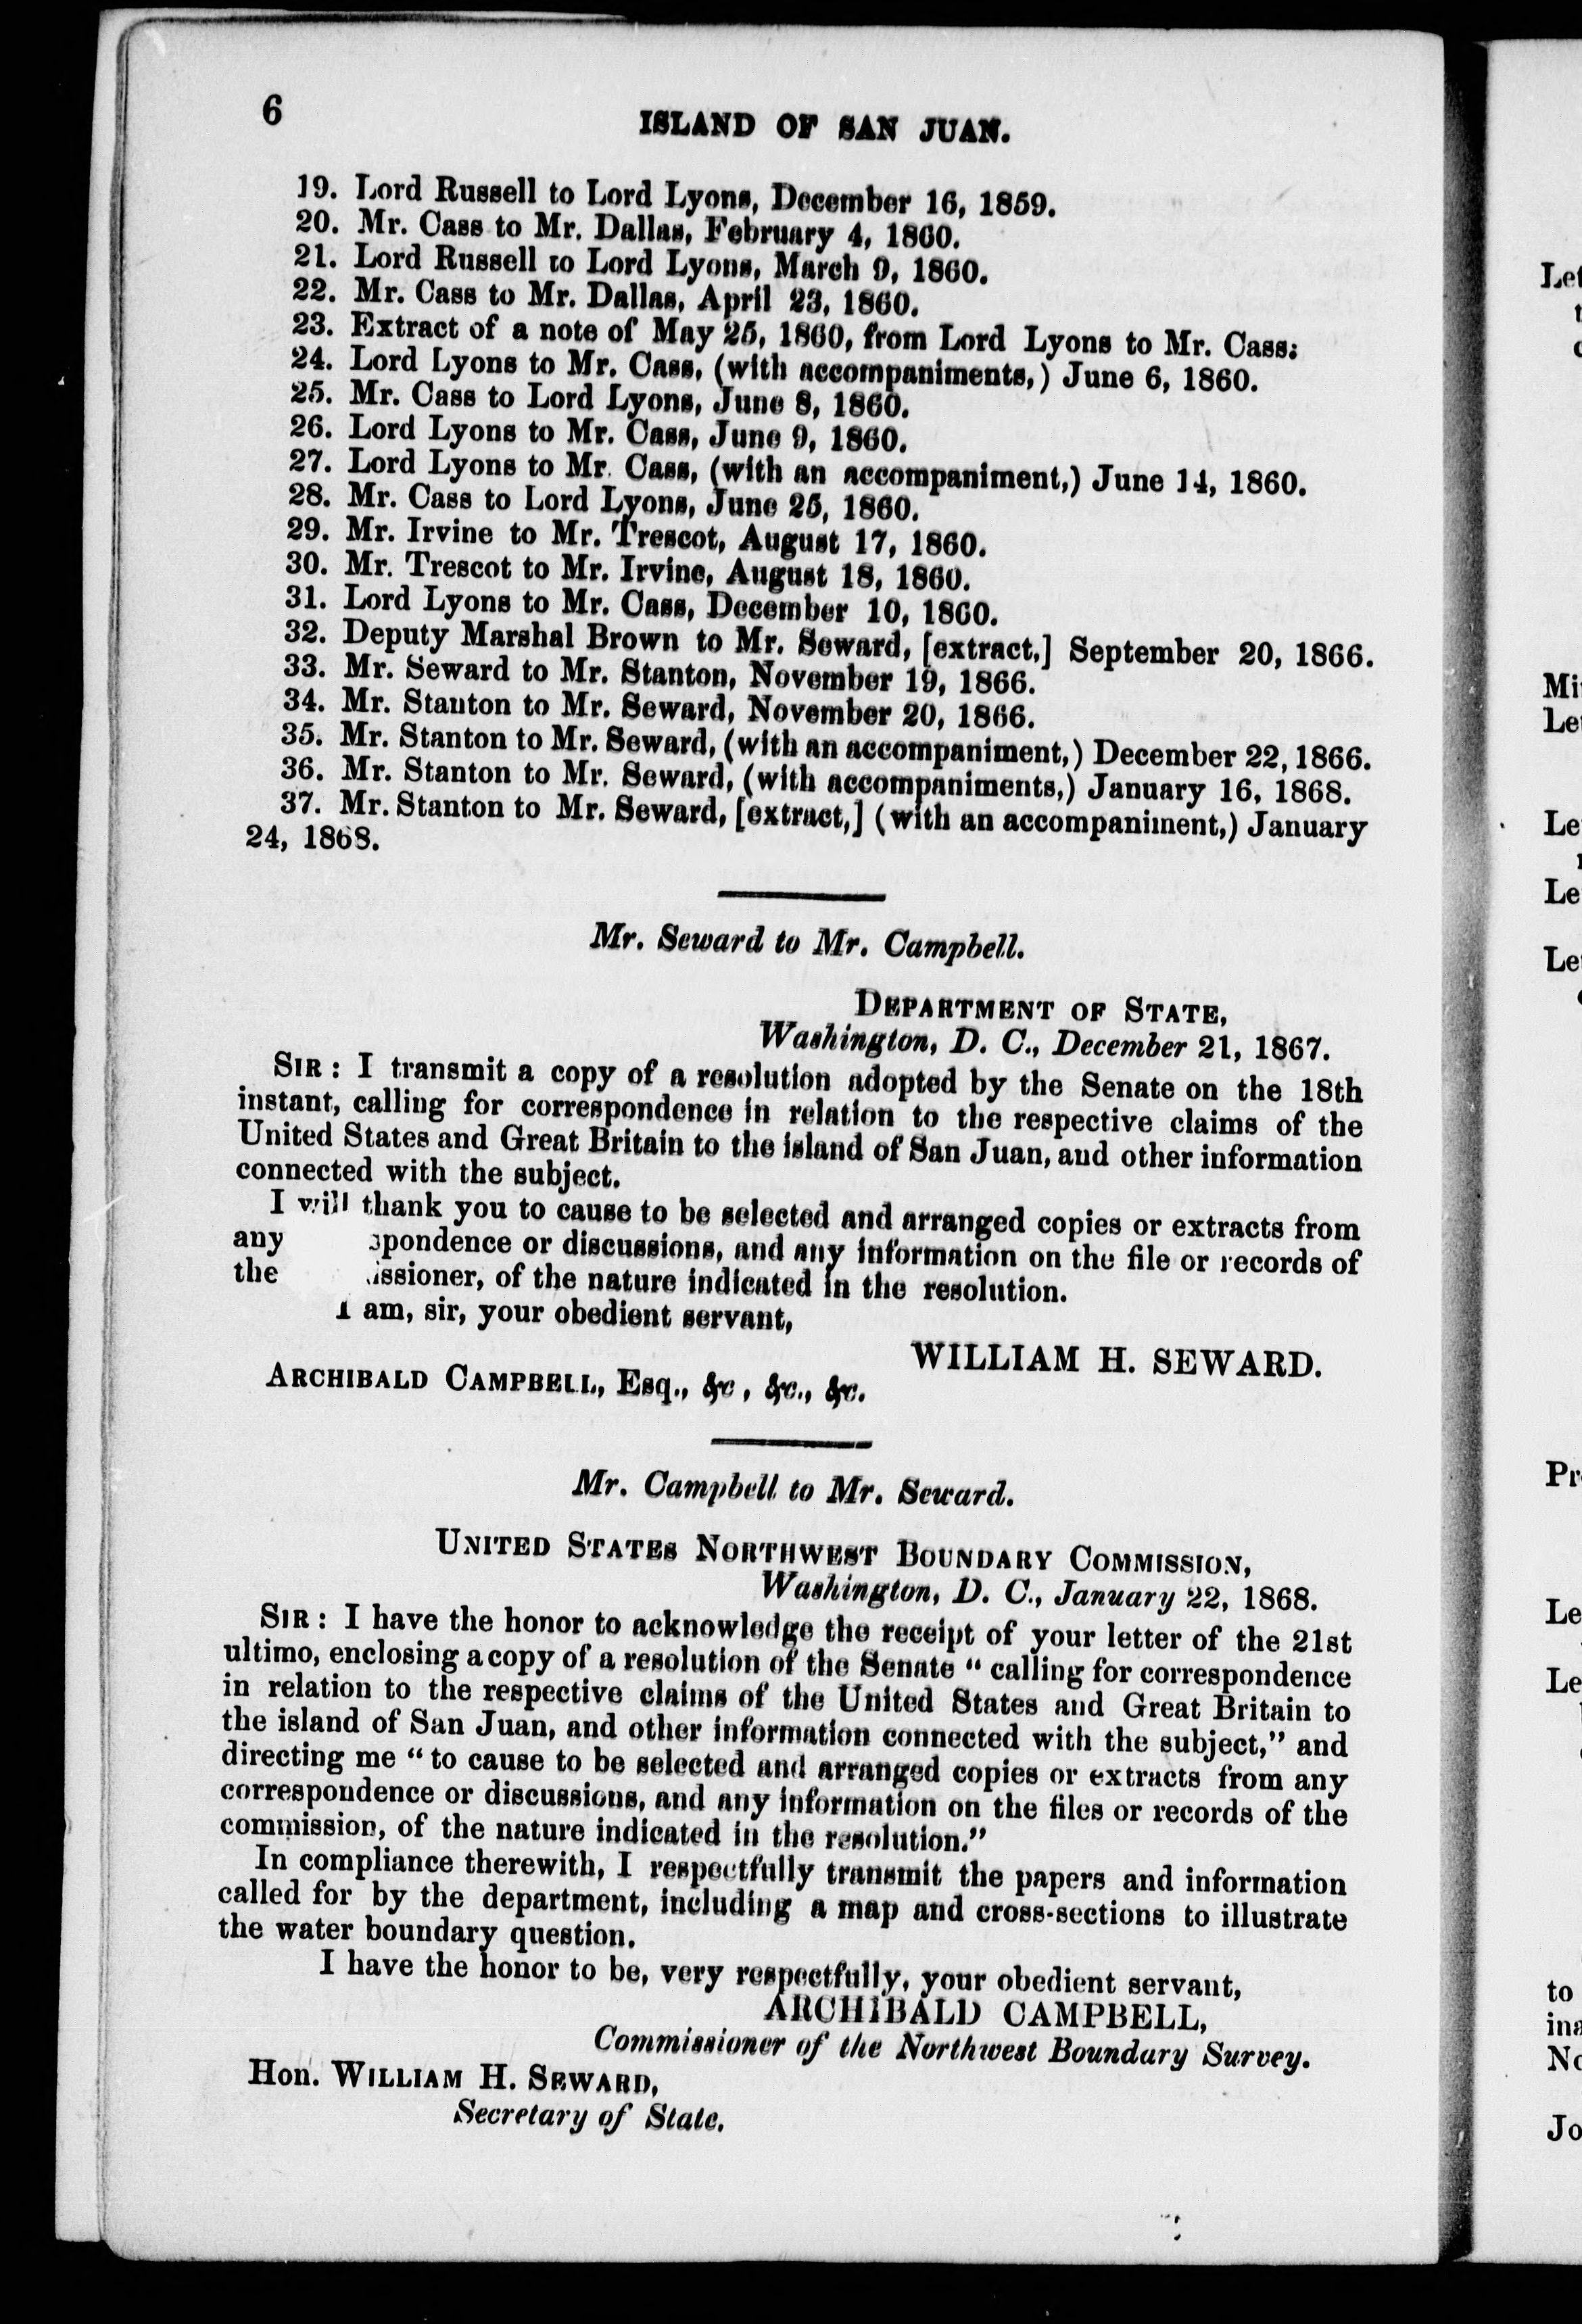 6
ISLAND OF SAN JUAN.
19. Lord Russell to Lord Lyons, December 16, 1859.
20. Mr. Cass to Mr. Dallas, February 4, 1860.
21. Lord Russell to Lord Lyons, March 9, 1860.
22. Mr. Cass to Mr. Dallas, April 23, 1860.
23. Extract of a note of May 25, 1860, from Lord Lyons to Mr. Cass:
24. Lord Lyons to Mr. Cass, (with accompaniments,) June 6, 1860.
25. Mr. Cass to Lord Lyons, June 8, 1860.
26. Lord Lyons to Mr. Cass, June 9, 1860.
27. Lord Lyons to Mr. Cass, (with an accompaniment,) June 14, 1860.
28. Mr. Cass to Lord Lyons, June 25, 1860.
29. Mr. Irvine to Mr. Trescot, August 17, 1860.
30. Mr. Trescot to Mr. Irvine, August 18, 1860.
31. Lord Lyons to Mr. Cass, December 10, 1860.
32. Deputy Marshal Brown to Mr. Seward, [extract,] September 20, 1866.
33. Mr. Seward to Mr. Stanton, November 19, 1866.
34. Mr. Stanton to Mr. Seward, November 20, 1866.
35. Mr. Stanton to Mr. Seward, (with an accompaniment,) December 22, 1866.
36. Mr. Stanton to Mr. Seward, (with accompaniments,) January 16, 1868.
37. Mr. Stanton to Mr. Seward, [extract,] (with an accompaniment,) January
24, 1868.
Mr. Seward to Mr. Campbell.
DEPARTMENT OF STATE,
Washington, D. C., December 21, 1867.
SIR: I transmit a copy of a resolution adopted by the Senate on the 18th
instant, calling for correspondence in relation to the respective claims of the
United States and Great Britain to the island of San Juan, and other information
connected with the subject.
I will thank you to cause to be selected and arranged copies or extracts from
any spondence or discussions, and any information on the file or records of
the issioner, of the nature indicated in the resolution.
I am, sir, your obedient servant,
WILLIAM H. SEWARD.
ARCHIBALD CAMPBELL, Esq., &c, &c., &c.
Mr. Campbell to Mr. Seward.
UNITED STATES NORTHWEST BOUNDARY COMMISSION,
Washington, D. C., January 22, 1868.
SIR: I have the honor to acknowledge the receipt of your letter of the 21st
ultimo, enclosing a copy of a resolution of the Senate "calling for correspondence
in relation to the respective claims of the United States and Great Britain to
the island of San Juan, and other information connected with the subject," and
directing me "to cause to be selected and arranged copies or extracts from any
correspondence or discussions, and any information on the files or records of the
commission, of the nature indicated in the resolution."
In compliance therewith, I respectfully transmit the papers and information
called for by the department, including a map and cross-sections to illustrate
the water boundary question.
I have the honor to be, very respectfully, your obedient servant,
ARCHIBALD CAMPBELL,
Commissioner of the Northwest Boundary Survey.
Hon. WILLIAM H. SEWARD,
Secretary of State.